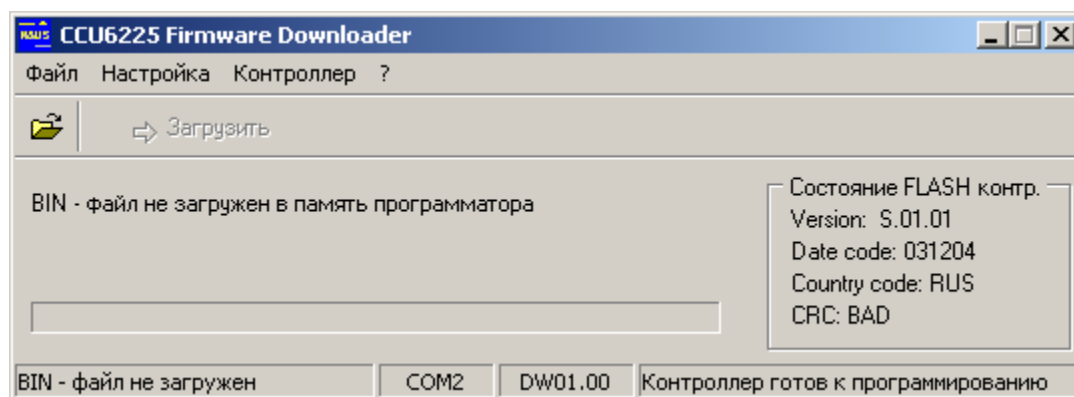 R&US CCU6225 Firmware Downloader
Файл Настройка Контроллер ?
Загрузить
BIN - файл не загружен в память программатора
Состояние FLASH контр.
Version: S.01.01
Date code: 031204
Country code: RUS
CRC: BAD
BIN - файл не загружен COM2 DW01.00 Контроллер готов к программированию